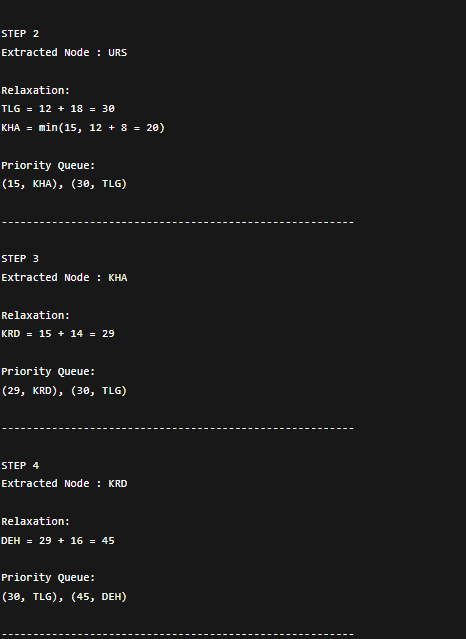 STEP 2
Extracted Node : URS
Relaxation:
TLG = 12 + 18 = 30
KHA = min(15, 12 + 8 = 20)
Priority Queue:
(15, KHA), (30, TLG)
--------------------------------------------------------
STEP 3
Extracted Node : KHA
Relaxation:
KRD = 15 + 14 = 29
Priority Queue:
(29, KRD), (30, TLG)
--------------------------------------------------------
STEP 4
Extracted Node : KRD
Relaxation:
DEH = 29 + 16 = 45
Priority Queue:
(30, TLG), (45, DEH)
--------------------------------------------------------